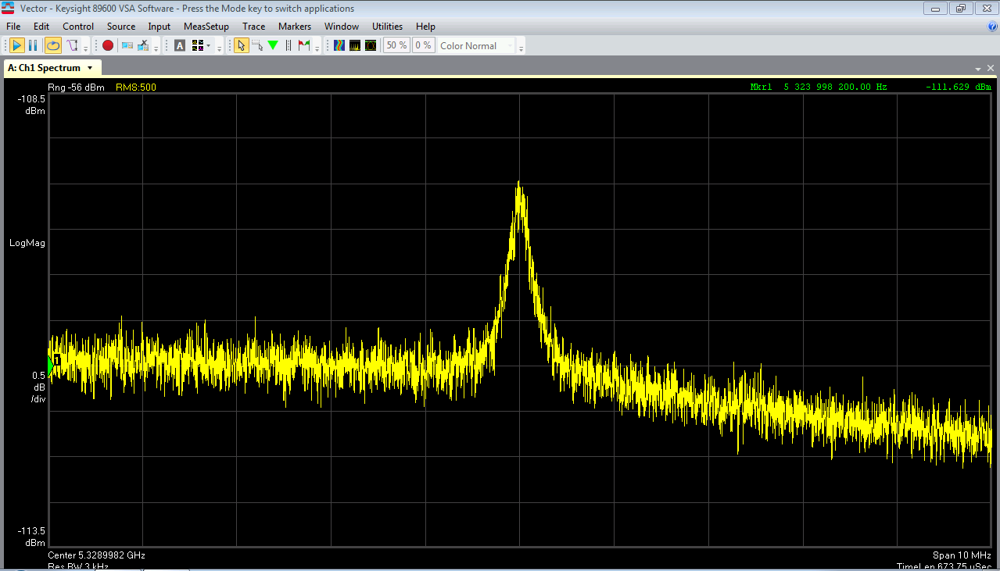 Vector - Keysight 89600 VSA Software - Press the Mode key to switch applications
File Edit Control Source Input MeasSetup Trace Markers Window Utilities Help
A 50 % 0 % Color Normal
A: Ch1 Spectrum
Rng -56 dBm RMS:500 Mkr1 5 323 998 200.00 Hz -111.629 dBm
-108.5
dBm
LogMag
1
0.5
dB
/div
-113.5
dBm
Center 5.3289982 GHz Span 10 MHz
Res BW 3 kHz TimeLen 673.75 uSec